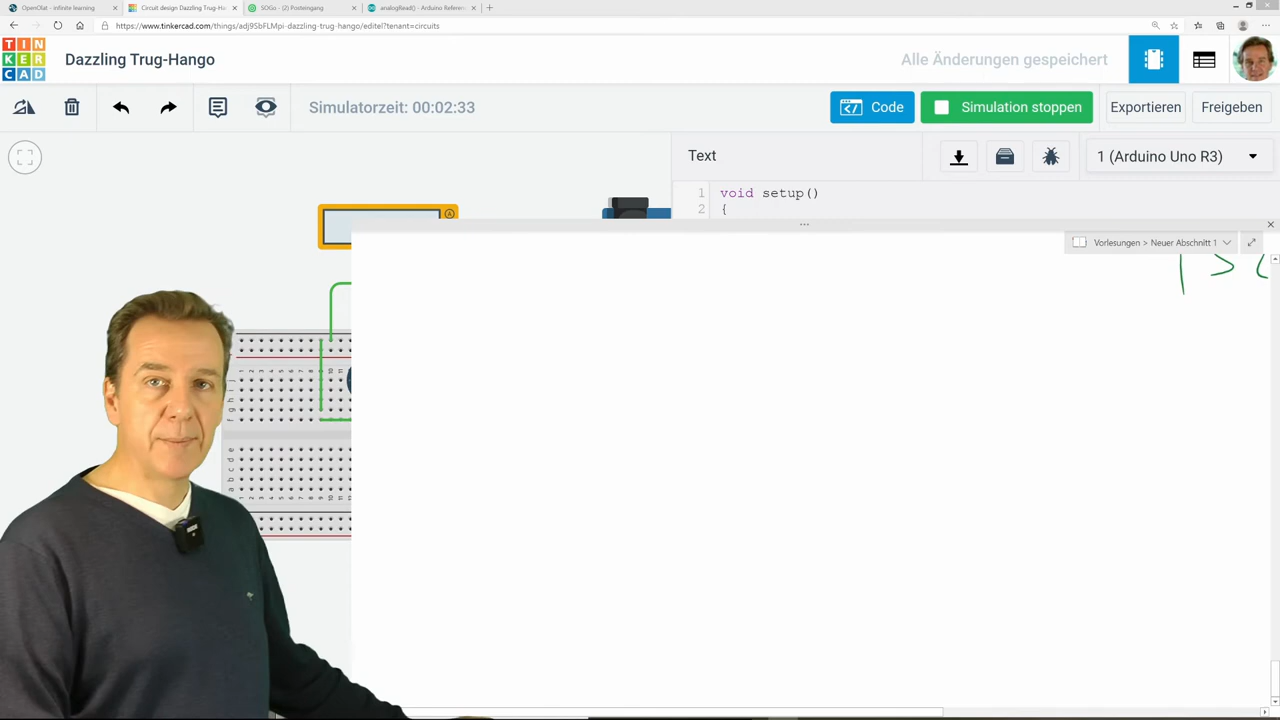 OpenOlat - infinite learning
Circuit design Dazzling Trug-Ha
SOGo - (2) Posteingang
analogRead() - Arduino Referen
https://www.tinkercad.com/things/adj95bFLMpi-dazzling-trug-hango/editel?tenant=circuits
TIN
KER
CAD
Dazzling Trug-Hango
Alle Änderungen gespeichert
Simulatorzeit: 00:02:33
Code
Simulation stoppen
Exportieren
Freigeben
Text
1 (Arduino Uno R3)
1 void setup()
2 {
A
Vorlesungen > Neuer Abschnitt 1